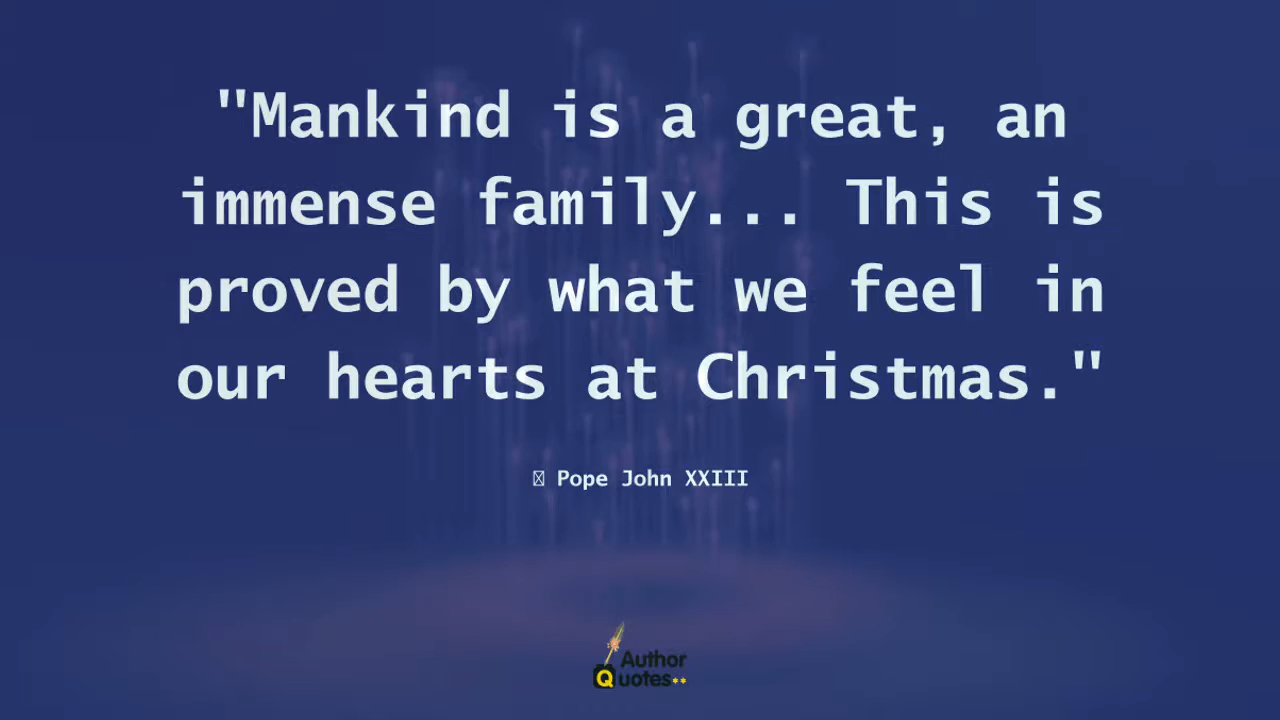 "Mankind is a great, an
immense family... This is
proved by what we feel in
our hearts at Christmas."
Pope John XXIII
Author
Quotes